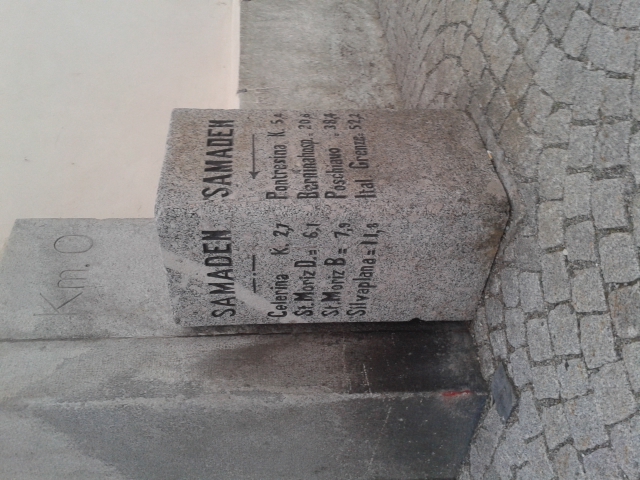 Km. 0
SAMADEN
Celerina K. 2,7
St. Moritz D. = 6,1
St. Moritz B = 7,9
Silvaplana = 11,8
SAMADEN
Pontresina K. 5,4
Berninahosp. 20,6
Poschiavo 38,4
Ital Grenze 52,2